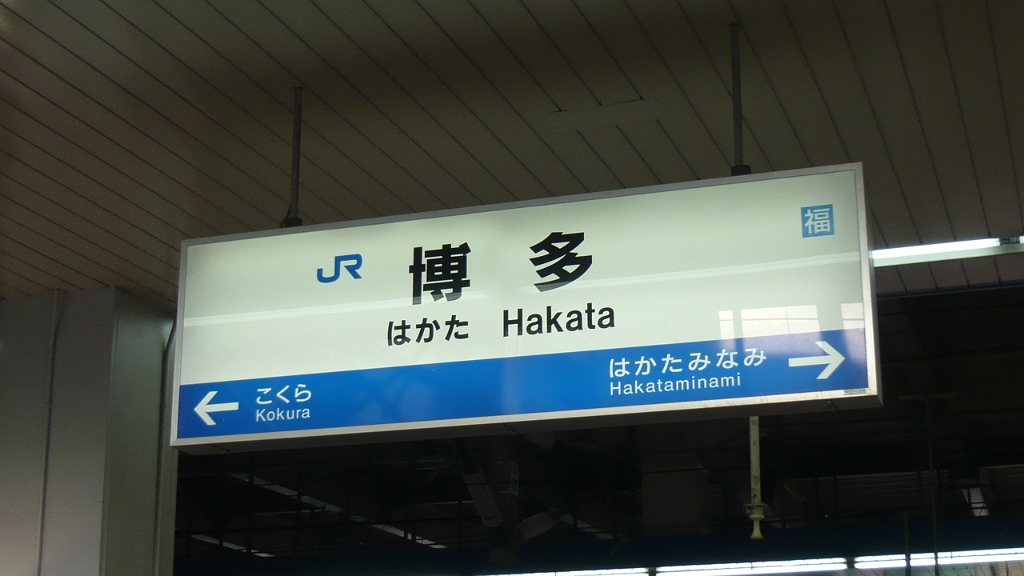 JR 博多 福
はかた Hakata
はかたみなみ
Hakataminami
こくら
Kokura